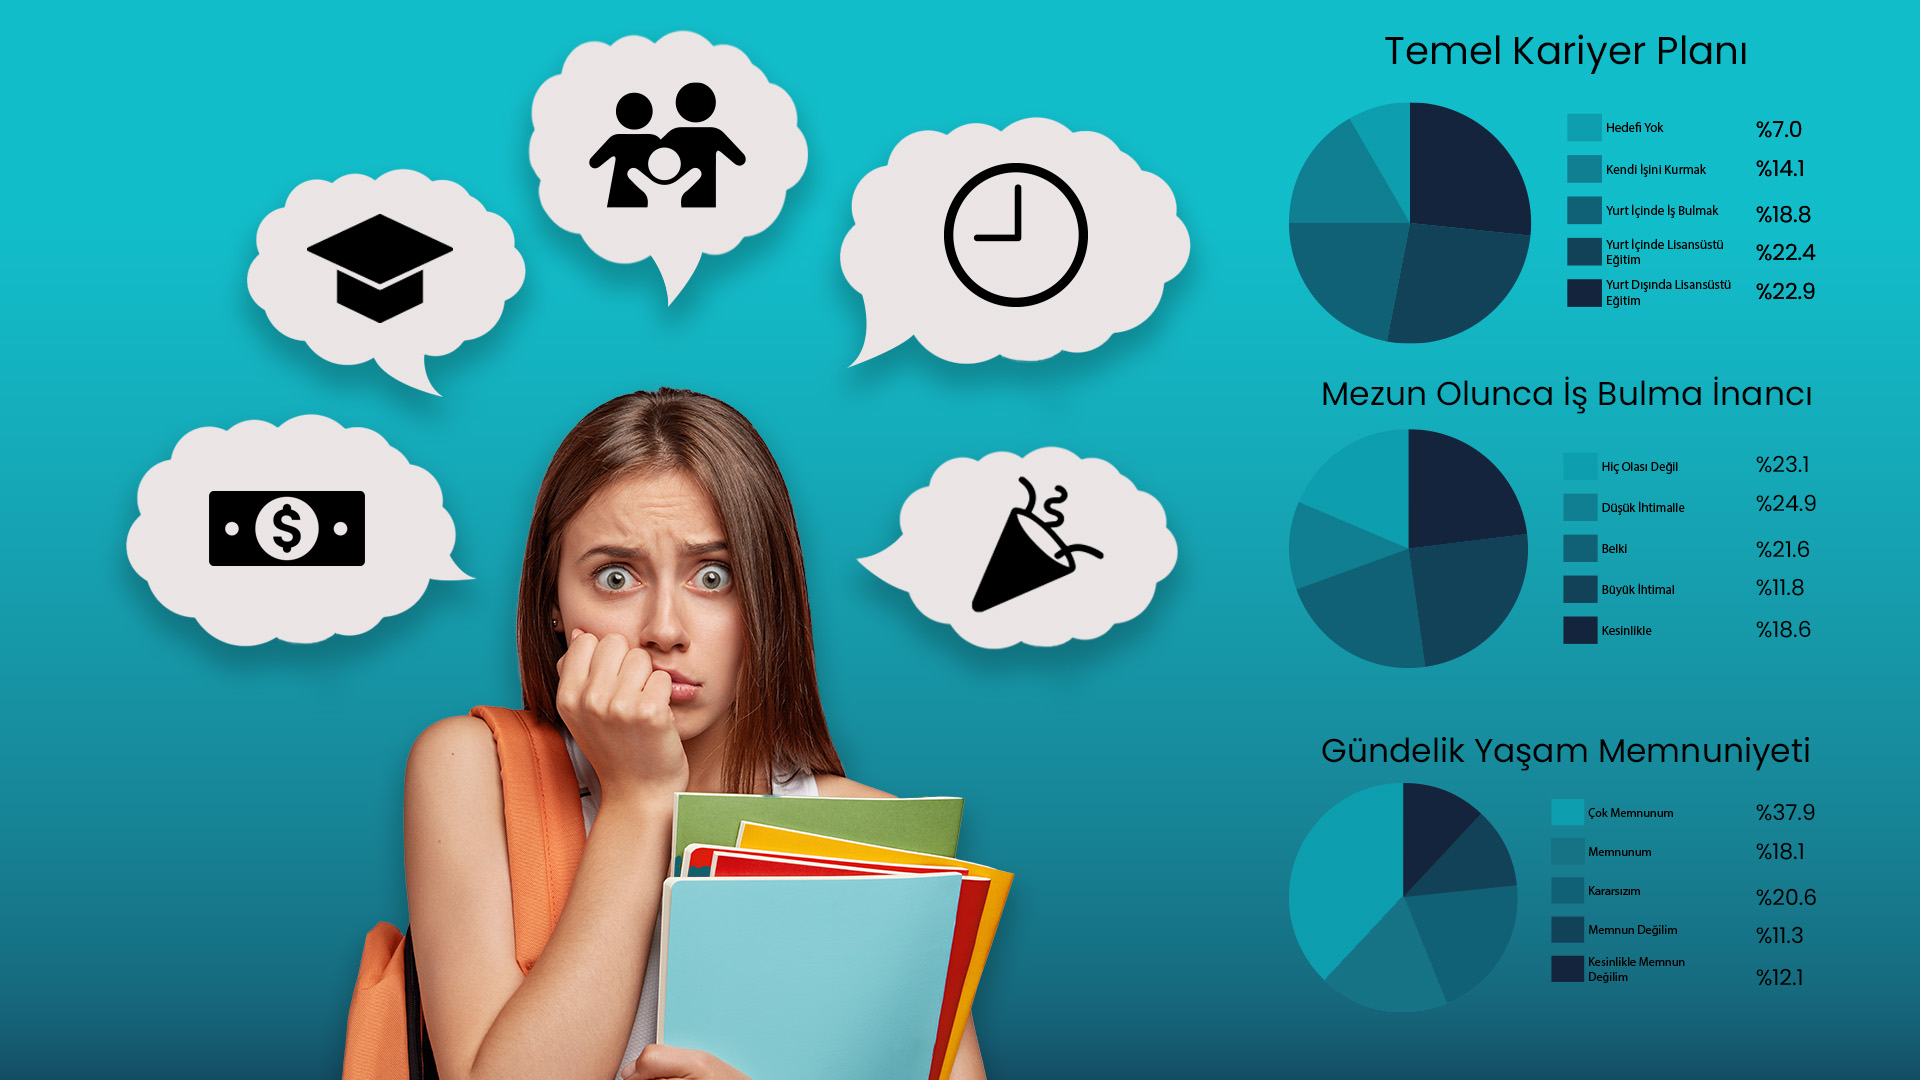 Temel Kariyer Planı
Hedefi Yok %7.0
Kendi İşini Kurmak %14.1
Yurt İçinde İş Bulmak %18.8
Yurt İçinde Lisansüstü
Eğitim %22.4
Yurt Dışında Lisansüstü
Eğitim %22.9
Mezun Olunca İş Bulma İnancı
Hiç Olası Değil %23.1
Düşük İhtimalle %24.9
Belki %21.6
Büyük İhtimal %11.8
Kesinlikle %18.6
Gündelik Yaşam Memnuniyeti
Çok Memnunum %37.9
Memnunum %18.1
Kararsızım %20.6
Memnun Değilim %11.3
Kesinlikle Memnun
Değilim %12.1
$